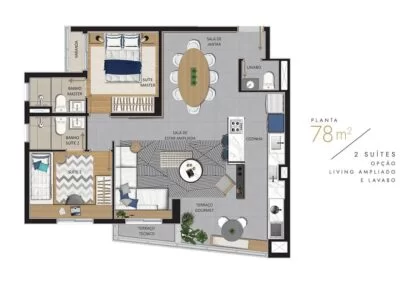 VARANDA
SUÍTE
MASTER
SALA DE
JANTAR
LAVABO
BANHO
MASTER
BANHO
SUÍTE 2
SALA DE
ESTAR AMPLIADA
COZINHA
SUÍTE 2
TERRAÇO
GOURMET
TERRAÇO
TÉCNICO
PLANTA
78m²
2 SUÍTES
OPÇÃO
LIVING AMPLIADO
E LAVABO